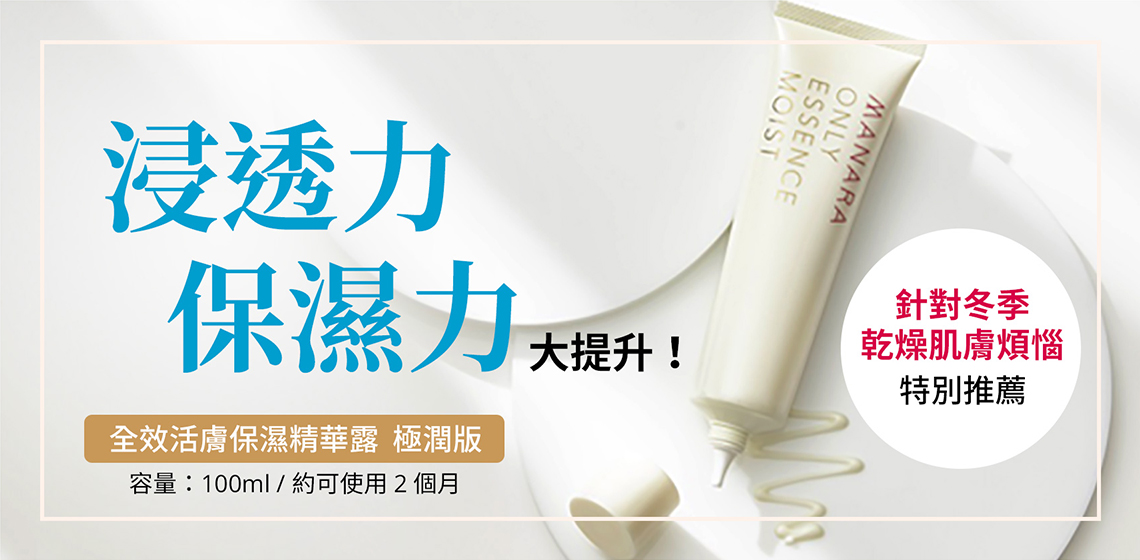 浸透力
保濕力大提升！
全效活膚保濕精華露 極潤版
容量：100ml / 約可使用 2 個月
MANARA
ONLY
ESSENCE
MOIST
針對冬季
乾燥肌膚煩惱
特別推薦